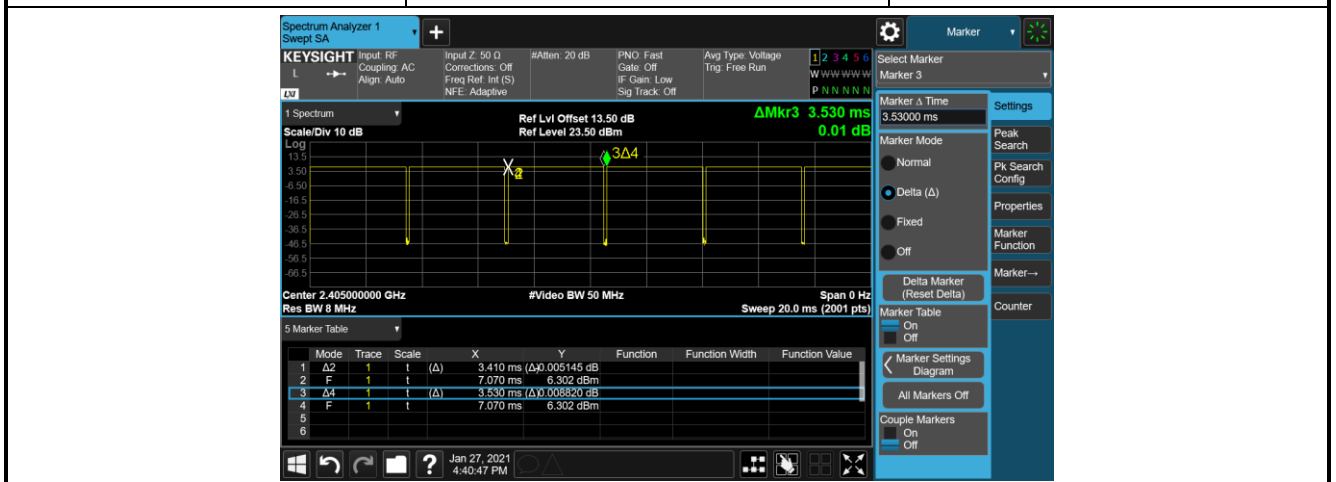 Spectrum Analyzer 1
Swept SA
+
Marker
KEYSIGHT
L
LXI
Input: RF
Coupling: AC
Align: Auto
Input Z: 50 Ω
Corrections: Off
Freq Ref: Int (S)
NFE: Adaptive
#Atten: 20 dB
PNO: Fast
Gate: Off
IF Gain: Low
Sig Track: Off
Avg Type: Voltage
Trig: Free Run
1 2 3 4 5 6
W W W W W W
P N N N N N
Select Marker
Marker 3
1 Spectrum
Scale/Div 10 dB
Ref Lvl Offset 13.50 dB
Ref Level 23.50 dBm
ΔMkr3 3.530 ms
0.01 dB
Log
13.5
3.50
-6.50
-16.5
-26.5
-36.5
-46.5
-56.5
-66.5
3Δ4
Center 2.405000000 GHz
Res BW 8 MHz
#Video BW 50 MHz
Span 0 Hz
Sweep 20.0 ms (2001 pts)
5 Marker Table
Mode Trace Scale X Y Function Function Width Function Value
1 Δ2 1 t (Δ) 3.410 ms (Δ) 0.005145 dB
2 F 1 t 7.070 ms 6.302 dBm
3 Δ4 1 t (Δ) 3.530 ms (Δ) 0.008820 dB
4 F 1 t 7.070 ms 6.302 dBm
5
6
Marker Δ Time
3.53000 ms
Marker Mode
Normal
Delta (Δ)
Fixed
Off
Delta Marker
(Reset Delta)
Marker Table
On
Off
Marker Settings
Diagram
All Markers Off
Couple Markers
On
Off
Settings
Peak
Search
Pk Search
Config
Properties
Marker
Function
Marker→
Counter
?
Jan 27, 2021
4:40:47 PM